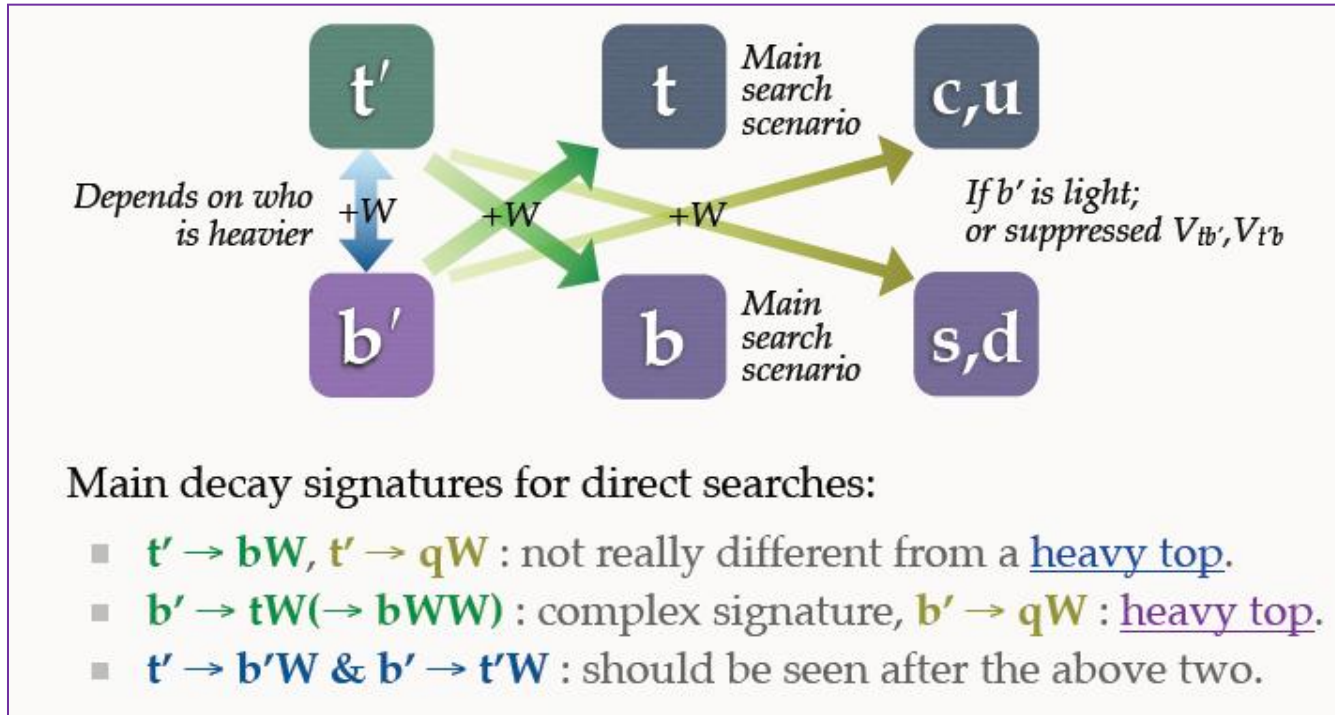 t′
t
Main
search
scenario
c,u
Depends on who
is heavier
+W
+W
+W
If b′ is light;
or suppressed V_tb′,V_t′b
b′
b
Main
search
scenario
s,d
Main decay signatures for direct searches:
▪ t′ → bW, t′ → qW : not really different from a heavy top.
▪ b′ → tW(→ bWW) : complex signature, b′ → qW : heavy top.
▪ t′ → b′W & b′ → t′W : should be seen after the above two.